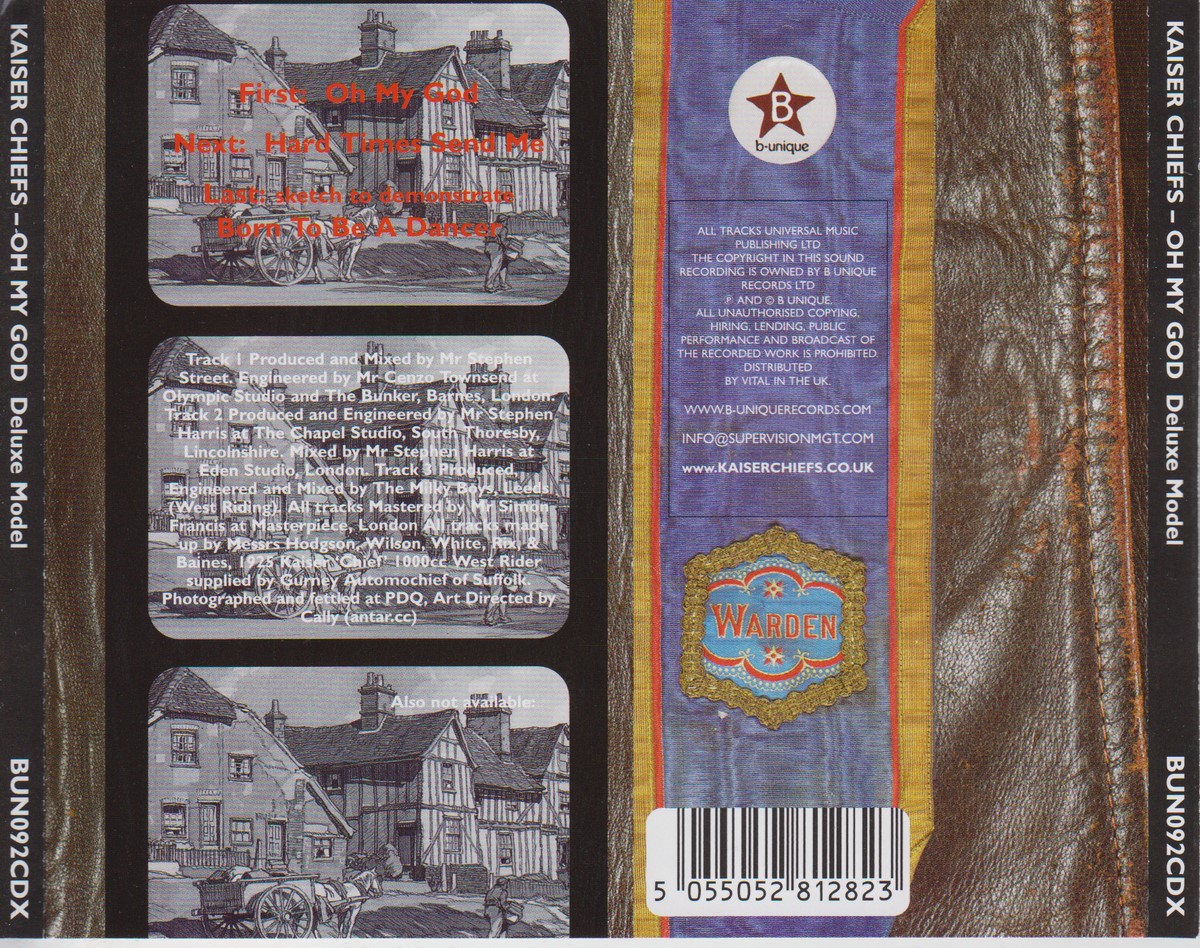 KAISER CHIEFS – OH MY GOD Deluxe Model
BUN092CDX
First: Oh My God
Next: Hard Times Send Me
Last: sketch to demonstrate
Born To Be A Dancer
Track 1 Produced and Mixed by Mr Stephen
Street. Engineered by Mr Cenzo Townsend at
Olympic Studio and The Bunker, Barnes, London.
Track 2 Produced and Engineered by Mr Stephen
Harris at The Chapel Studio, South Thoresby,
Lincolnshire. Mixed by Mr Stephen Harris at
Eden Studio, London. Track 3 Produced,
Engineered and Mixed by The Milky Boys, Leeds
(West Riding). All tracks Mastered by Mr Simon
Francis at Masterpiece, London All tracks made
up by Messrs Hodgson, Wilson, White, Rix, &
Baines. 1925 Kaiser 'Chief' 1000cc West Rider
supplied by Gurney Automochief of Suffolk.
Photographed and fettled at PDQ, Art Directed by
Cally (antar.cc)
Also not available:
B
b-unique
ALL TRACKS UNIVERSAL MUSIC
PUBLISHING LTD
THE COPYRIGHT IN THIS SOUND
RECORDING IS OWNED BY B UNIQUE
RECORDS LTD
℗ AND © B UNIQUE.
ALL UNAUTHORISED COPYING,
HIRING, LENDING, PUBLIC
PERFORMANCE AND BROADCAST OF
THE RECORDED WORK IS PROHIBITED.
DISTRIBUTED
BY VITAL IN THE UK.
WWW.B-UNIQUERECORDS.COM
INFO@SUPERVISIONMGT.COM
www.KAISERCHIEFS.CO.UK
WARDEN
5 055052 812823
KAISER CHIEFS – OH MY GOD Deluxe Model
BUN092CDX